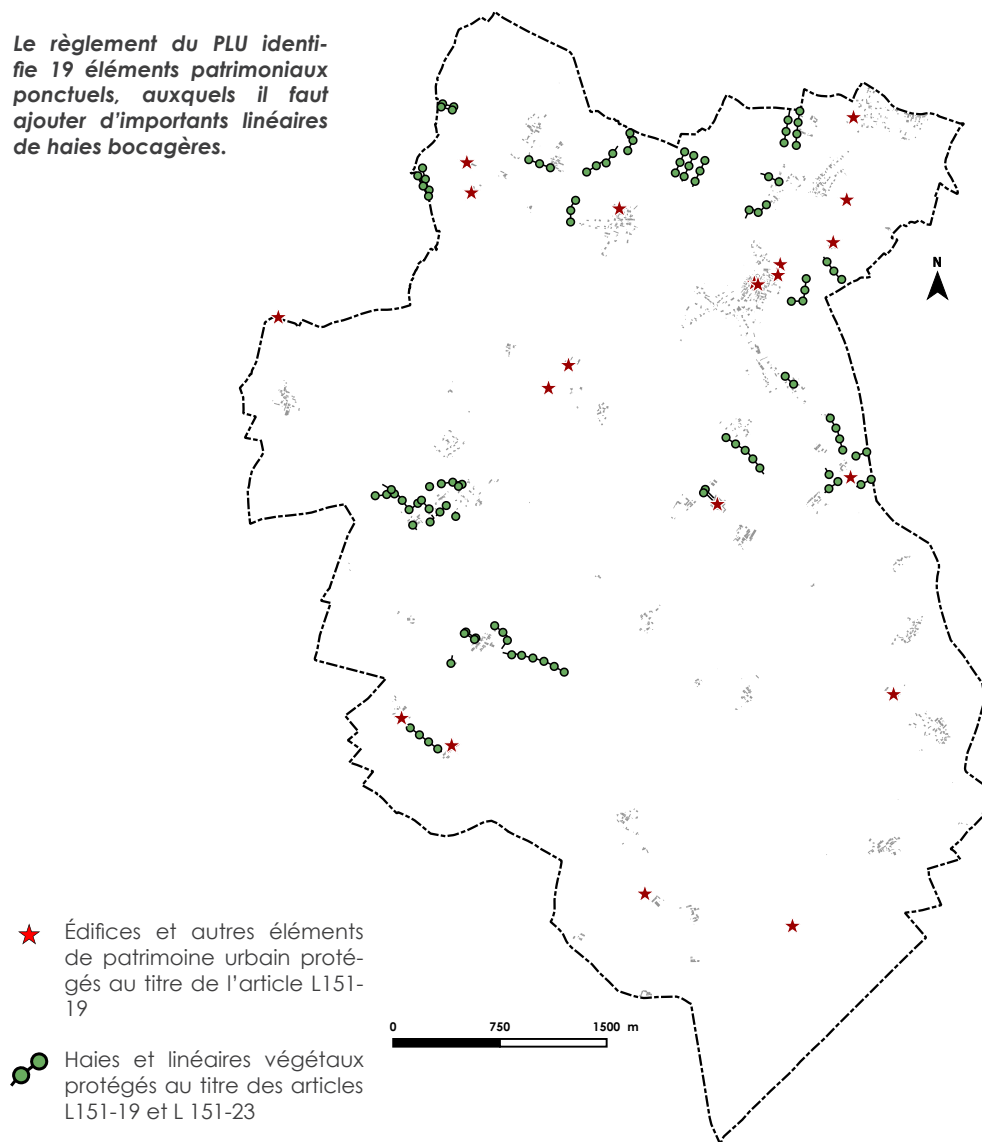 Le règlement du PLU identi-
fie 19 éléments patrimoniaux
ponctuels, auxquels il faut
ajouter d'importants linéaires
de haies bocagères.
N
Édifices et autres éléments
de patrimoine urbain proté-
gés au titre de l'article L151-
19
0 750 1500 m
Haies et linéaires végétaux
protégés au titre des articles
L151-19 et L 151-23